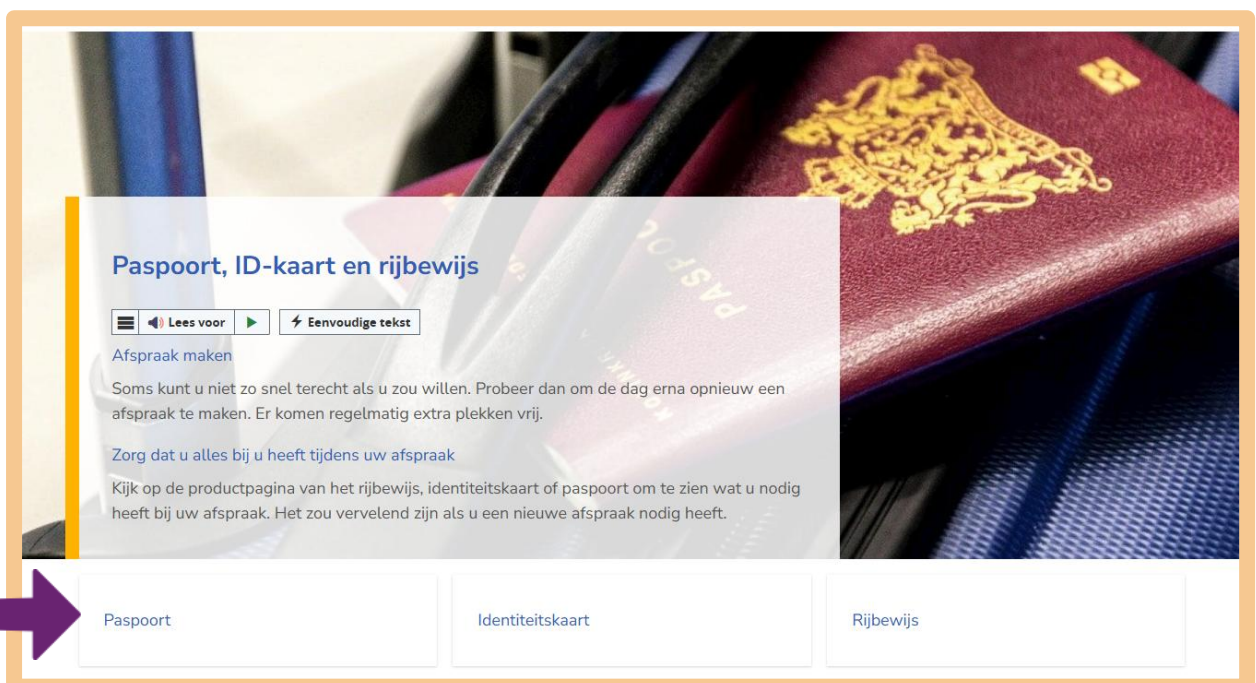 PASPOO
Paspoort, ID-kaart en rijbewijs
Lees voor
Eenvoudige tekst
Afspraak maken
Soms kunt u niet zo snel terecht als u zou willen. Probeer dan om de dag erna opnieuw een
afspraak te maken. Er komen regelmatig extra plekken vrij.
Zorg dat u alles bij u heeft tijdens uw afspraak
Kijk op de productpagina van het rijbewijs, identiteitskaart of paspoort om te zien wat u nodig
heeft bij uw afspraak. Het zou vervelend zijn als u een nieuwe afspraak nodig heeft.
Paspoort
Identiteitskaart
Rijbewijs